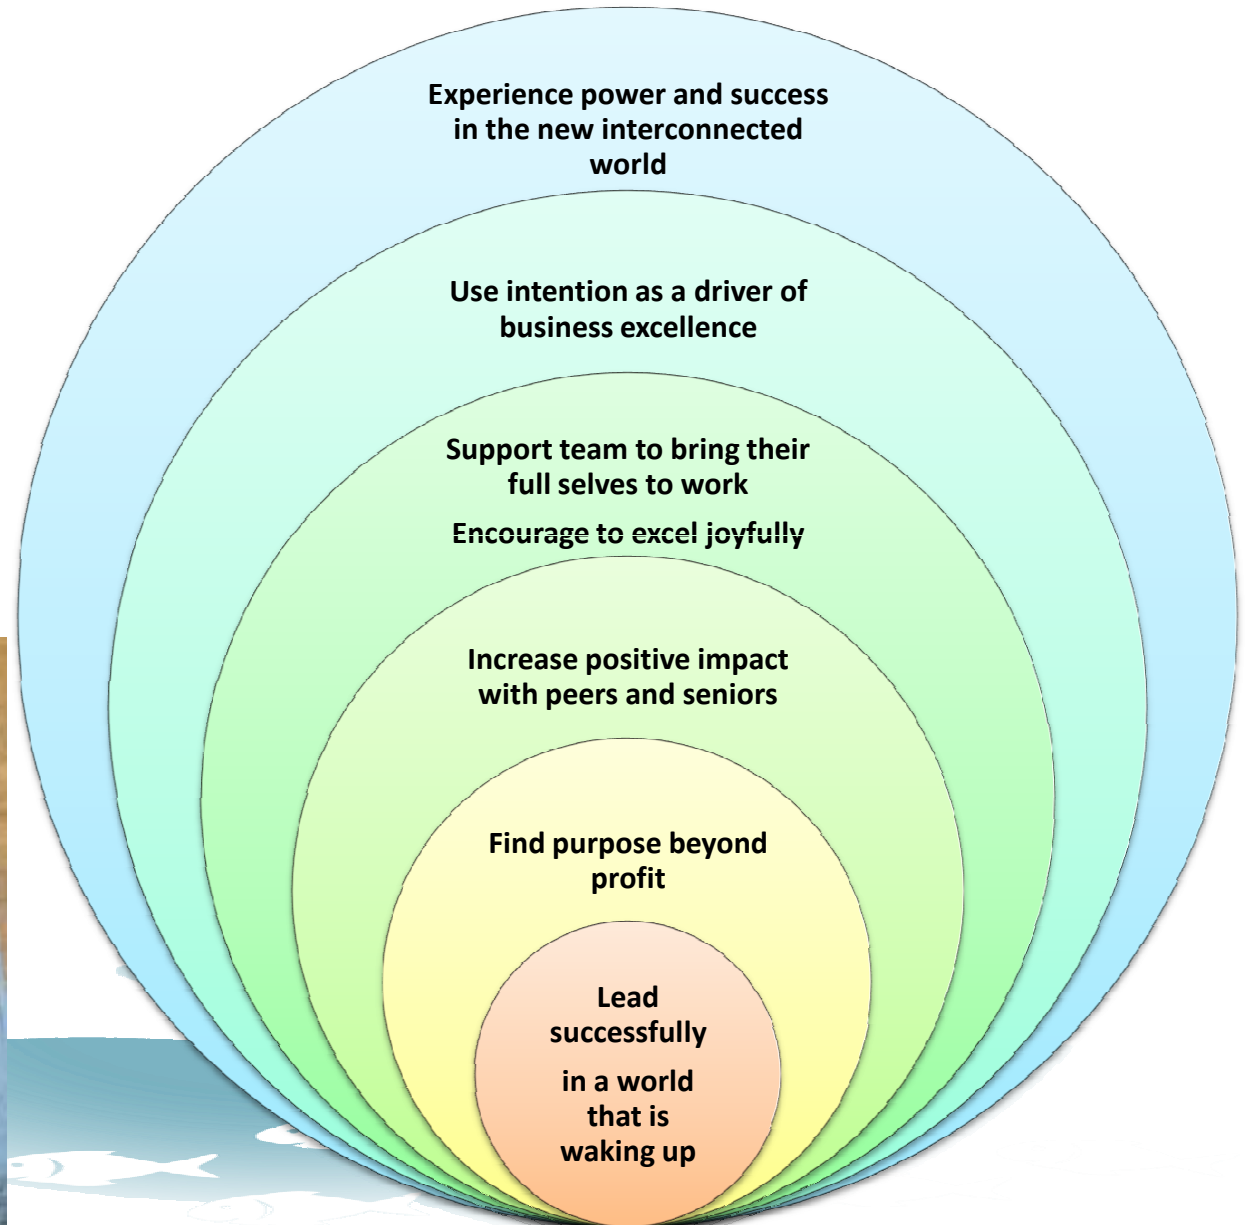 Experience power and success
in the new interconnected
world
Use intention as a driver of
business excellence
Support team to bring their
full selves to work
Encourage to excel joyfully
Increase positive impact
with peers and seniors
Find purpose beyond
profit
Lead
successfully
in a world
that is
waking up